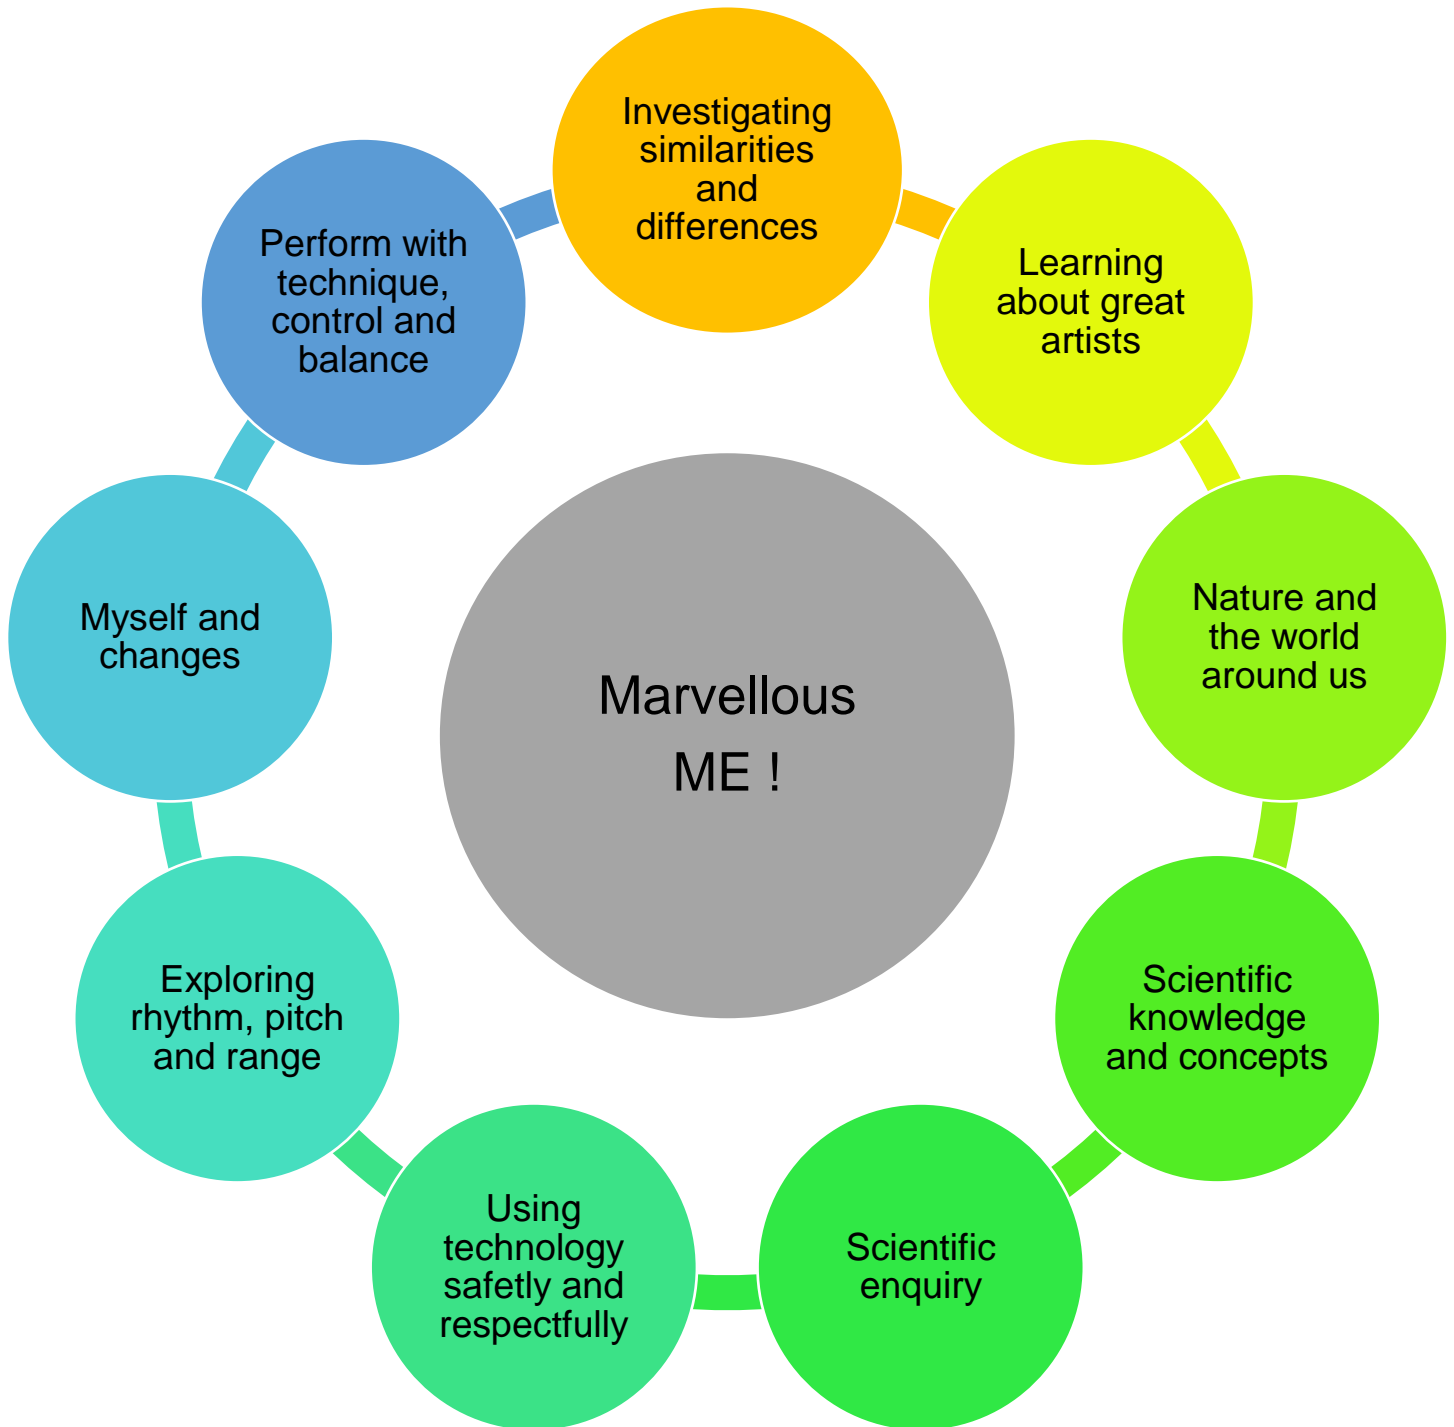 Investigating
similarities
and
differences
Learning
about great
artists
Nature and
the world
around us
Scientific
knowledge
and concepts
Scientific
enquiry
Using
technology
safetly and
respectfully
Exploring
rhythm, pitch
and range
Myself and
changes
Perform with
technique,
control and
balance
Marvellous
ME !